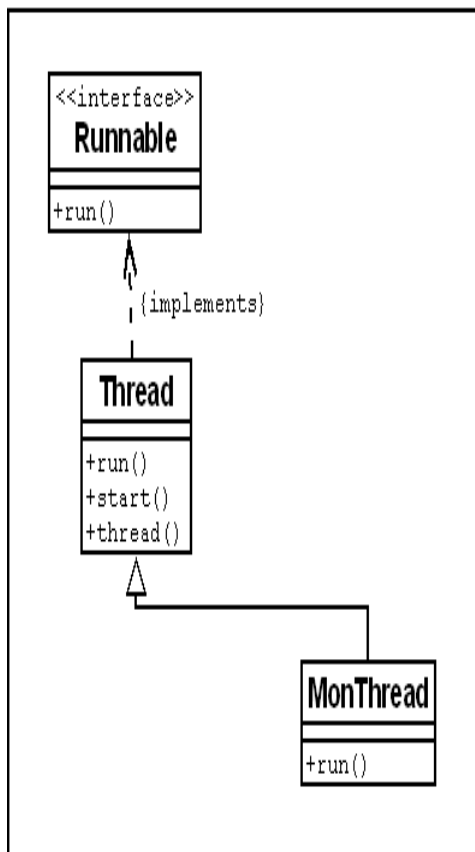 <<interface>>
Runnable
+run()
{implements}
Thread
+run()
+start()
+thread()
MonThread
+run()